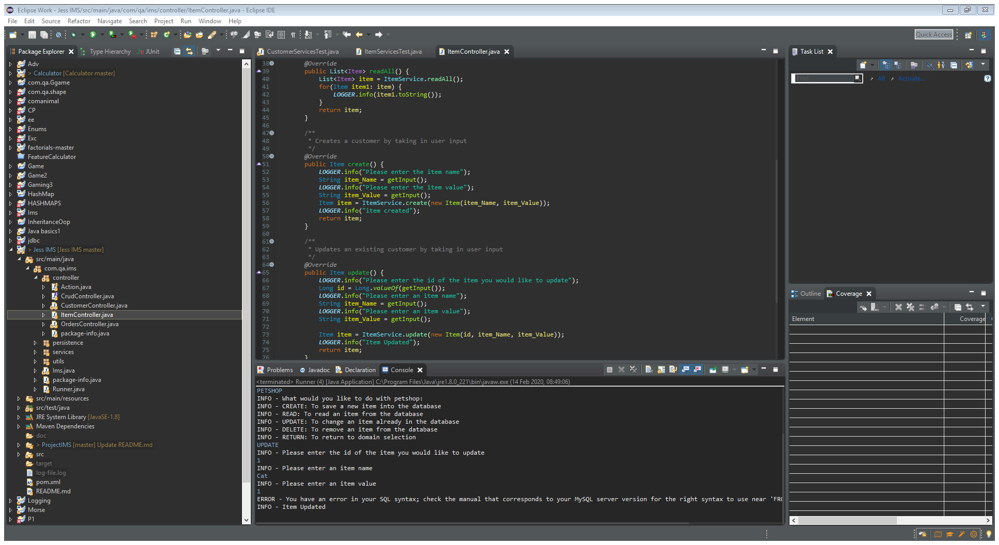 Eclipse Work - Jess IMS/src/main/java/com/qa/ims/controller/ItemController.java - Eclipse IDE
File Edit Source Refactor Navigate Search Project Run Window Help
Quick Access
Package Explorer
Type Hierarchy
JUnit
Adv
> Calculator [Calculator master]
com.qa.Ggame
com.qa.shape
comanimal
CP
ee
Enums
Exc
factorials-master
FeatureCalculator
Game
Game2
Gaming3
HashMap
HASHMAPS
Ims
InheritanceOop
Java basics1
jdbc
> Jess IMS [Jess IMS master]
src/main/java
com.qa.ims
controller
Action.java
CrudController.java
CustomerController.java
ItemController.java
OrdersController.java
package-info.java
persistence
services
utils
Ims.java
package-info.java
Runner.java
src/main/resources
src/test/java
JRE System Library [JavaSE-1.8]
Maven Dependencies
doc
> ProjectIMS [master] Update README.md
src
target
log-file.log
pom.xml
README.md
Logging
Morse
P1
CustomerServicesTest.java
ItemServicesTest.java
ItemController.java
38 @Override
39 public List<Item> readAll() {
40 List<Item> item = ItemService.readAll();
41 for(Item item1: item) {
42 LOGGER.info(item1.toString());
43 }
44 return item;
45 }
46
47 /**
48 * Creates a customer by taking in user input
49 */
50 @Override
51 public Item create() {
52 LOGGER.info("Please enter the item name");
53 String item_Name = getInput();
54 LOGGER.info("Please enter the item value");
55 String item_Value = getInput();
56 Item item = ItemService.create(new Item(item_Name, item_Value));
57 LOGGER.info("item created");
58 return item;
59 }
60
61 /**
62 * Updates an existing customer by taking in user input
63 */
64 @Override
65 public Item update() {
66 LOGGER.info("Please enter the id of the item you would like to update");
67 Long id = Long.valueOf(getInput());
68 LOGGER.info("Please enter an item name");
69 String item_Name = getInput();
70 LOGGER.info("Please enter an item value");
71 String item_Value = getInput();
72
73 Item item = ItemService.update(new Item(id, item_Name, item_Value));
74 LOGGER.info("Item Updated");
75 return item;
76 }
Problems
Javadoc
Declaration
Console
<terminated> Runner (4) [Java Application] C:\Program Files\Java\jre1.8.0_221\bin\javaw.exe (14 Feb 2020, 08:49:06)
PETSHOP
INFO - What would you like to do with petshop:
INFO - CREATE: To save a new item into the database
INFO - READ: To read an item from the database
INFO - UPDATE: To change an item already in the database
INFO - DELETE: To remove an item from the database
INFO - RETURN: To return to domain selection
UPDATE
INFO - Please enter the id of the item you would like to update
1
INFO - Please enter an item name
Cat
INFO - Please enter an item value
1
ERROR - You have an error in your SQL syntax; check the manual that corresponds to your MySQL server version for the right syntax to use near 'FRO
INFO - Item Updated
Task List
Find
All
Activate...
Outline
Coverage
Element
Coverage